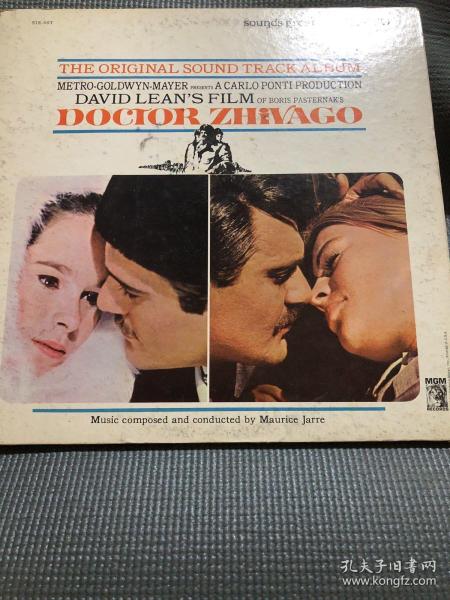 THE ORIGINAL SOUND TRACK ALBUM
METRO-GOLDWYN-MAYER PRESENTS A CARLO PONTI PRODUCTION
DAVID LEAN'S FILM OF BORIS PASTERNAK'S
DOCTOR ZHiVAGO
MGM
RECORDS
Music composed and conducted by Maurice Jarre
孔夫子旧书网
www.kongfz.com